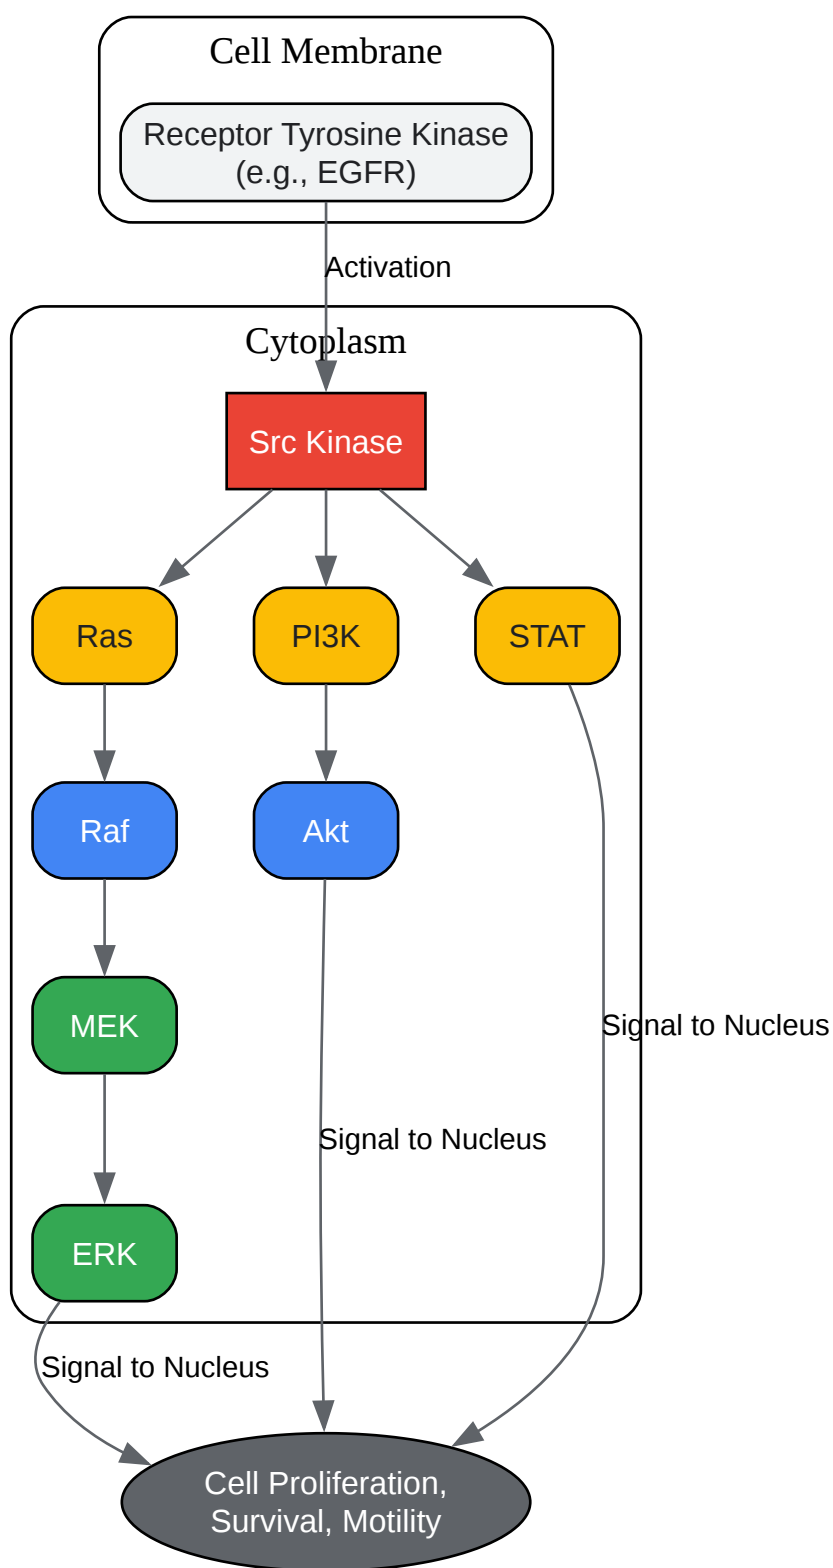 Cell Membrane
Receptor Tyrosine Kinase
(e.g., EGFR)
Activation
Cytoplasm
Src Kinase
Ras
PI3K
STAT
Raf
Akt
MEK
Signal to Nucleus
Signal to Nucleus
ERK
Signal to Nucleus
Cell Proliferation,
Survival, Motility